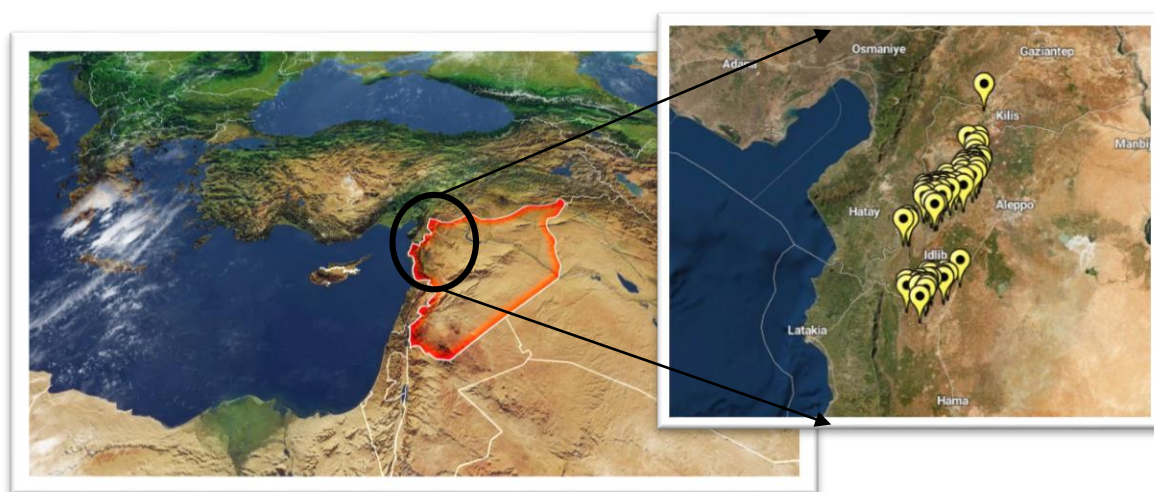 Osmaniye
Gaziantep
Adana
Kilis
Manbij
Hatay
Aleppo
Idlib
Latakia
Hama